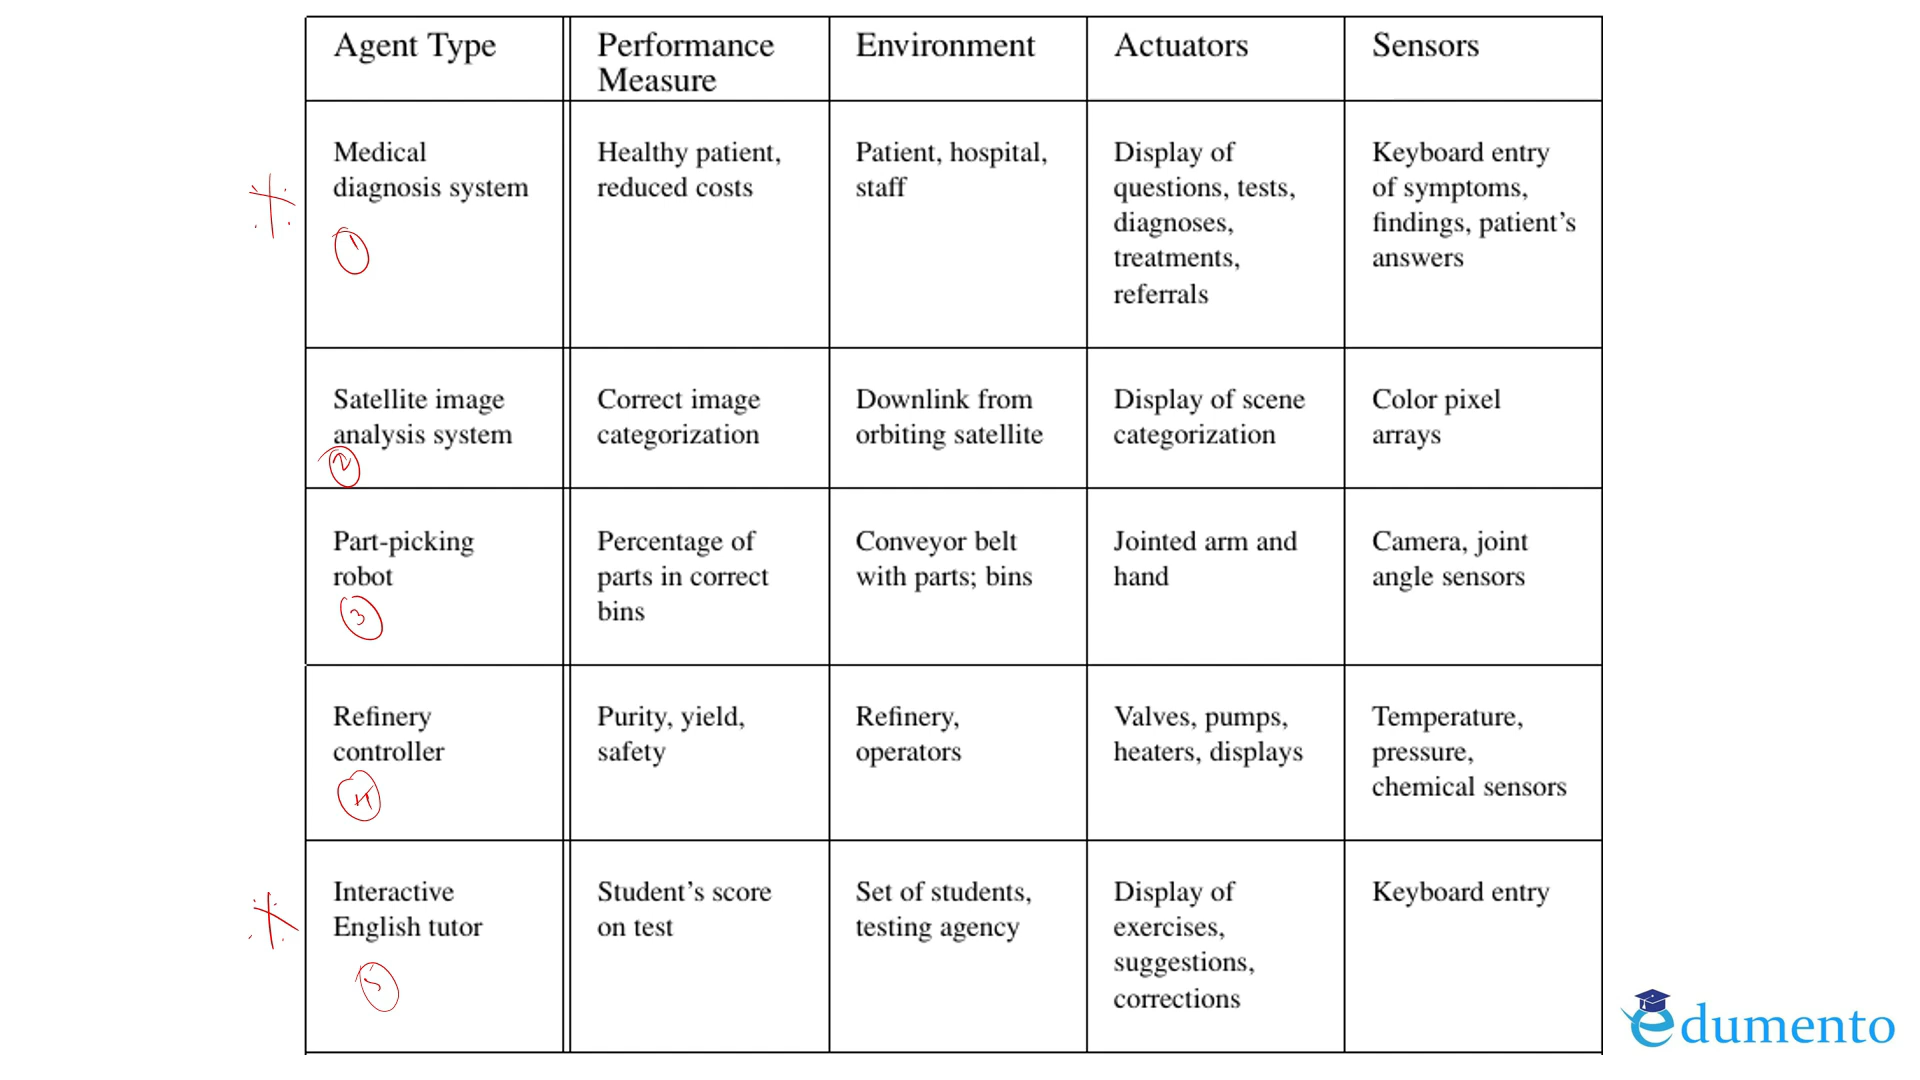 Agent Type
Performance
Measure
Environment
Actuators
Sensors
Medical
diagnosis system
1
Healthy patient,
reduced costs
Patient, hospital,
staff
Display of
questions, tests,
diagnoses,
treatments,
referrals
Keyboard entry
of symptoms,
findings, patient’s
answers
Satellite image
analysis system
2
Correct image
categorization
Downlink from
orbiting satellite
Display of scene
categorization
Color pixel
arrays
Part-picking
robot
3
Percentage of
parts in correct
bins
Conveyor belt
with parts; bins
Jointed arm and
hand
Camera, joint
angle sensors
Refinery
controller
4
Purity, yield,
safety
Refinery,
operators
Valves, pumps,
heaters, displays
Temperature,
pressure,
chemical sensors
Interactive
English tutor
5
Student’s score
on test
Set of students,
testing agency
Display of
exercises,
suggestions,
corrections
Keyboard entry
edumento